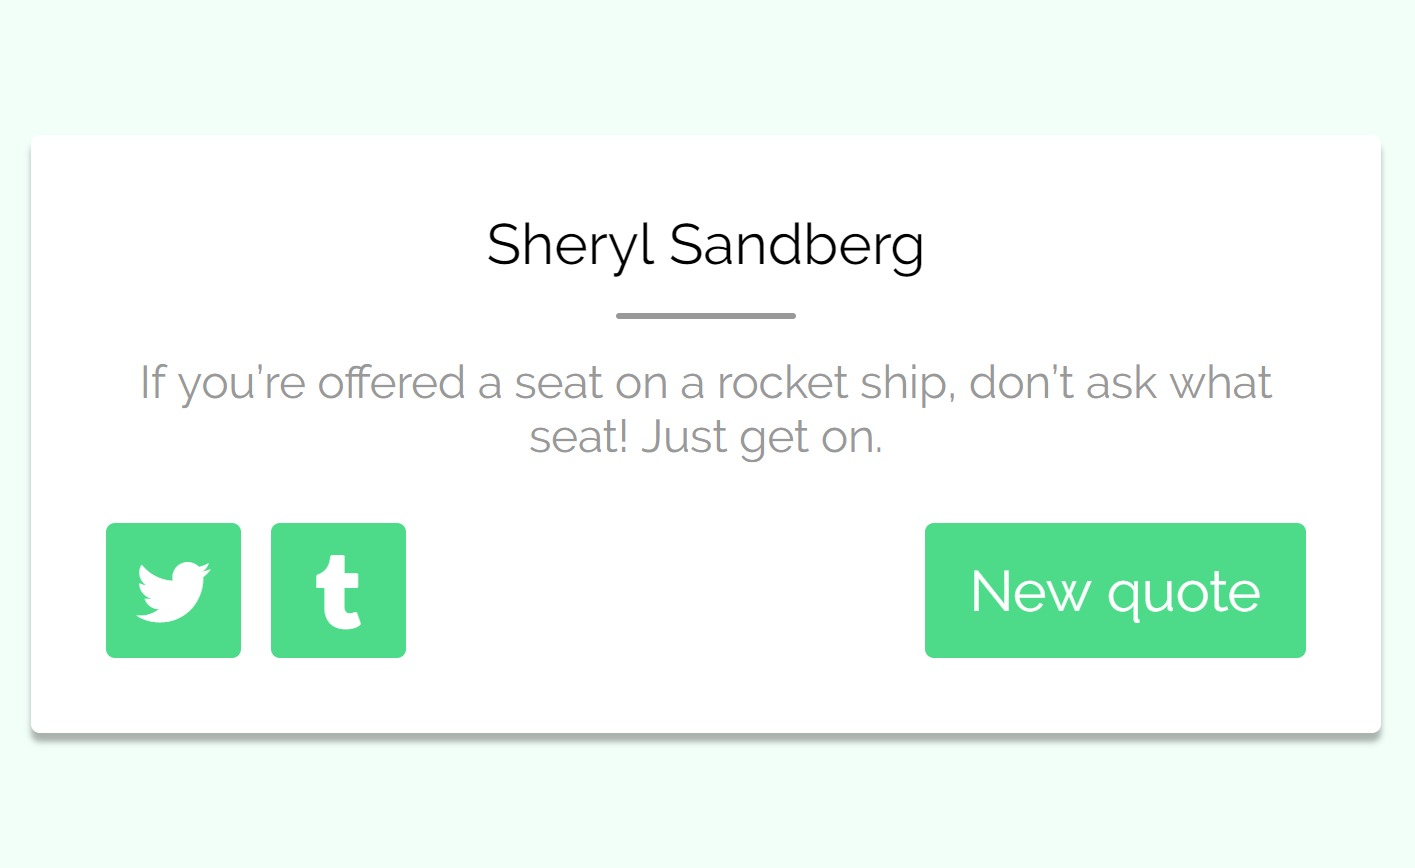 Sheryl Sandberg
If you’re offered a seat on a rocket ship, don’t ask what
seat! Just get on.
New quote